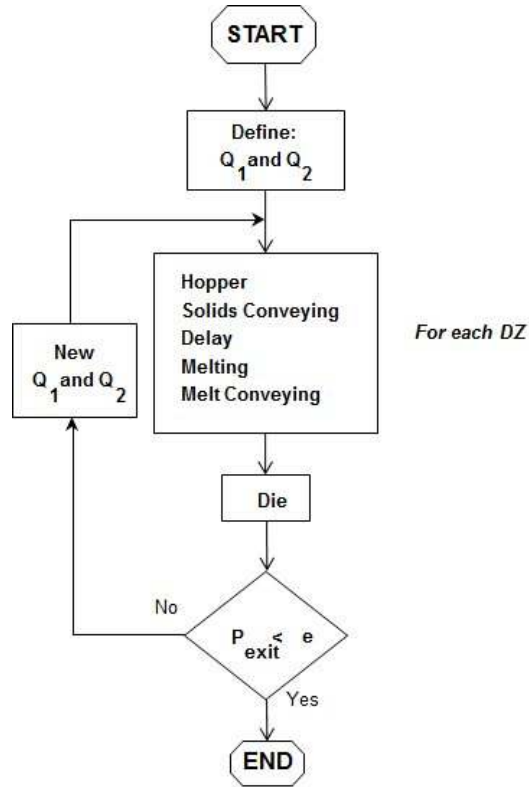 START
Define:
Q1 and Q2
Hopper
Solids Conveying
Delay
Melting
Melt Conveying
For each DZ
New
Q1 and Q2
Die
No
Pexit < e
Yes
END